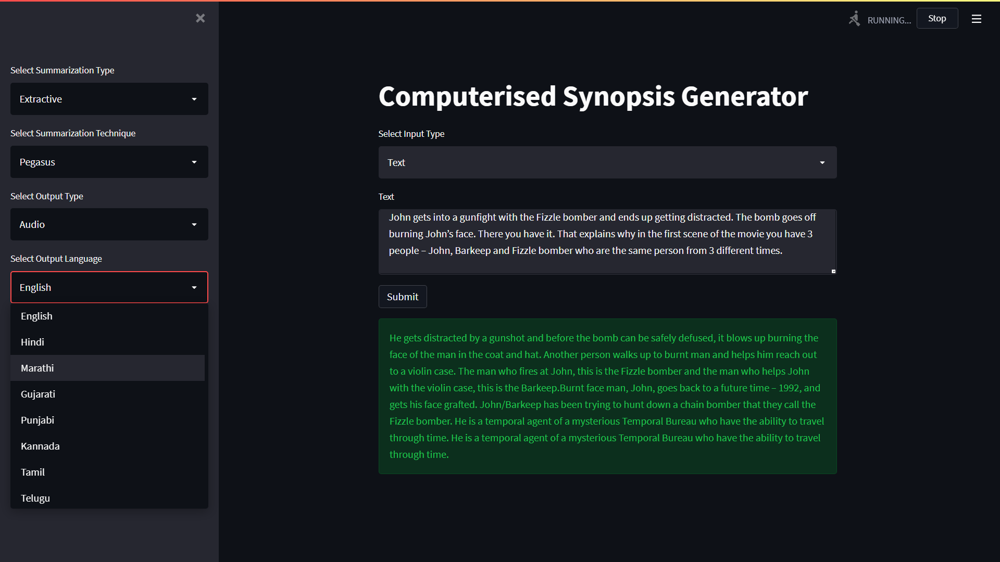 RUNNING...
Stop
Select Summarization Type
Extractive
Select Summarization Technique
Pegasus
Select Output Type
Audio
Select Output Language
English
English
Hindi
Marathi
Gujarati
Punjabi
Kannada
Tamil
Telugu
Computerised Synopsis Generator
Select Input Type
Text
Text
John gets into a gunfight with the Fizzle bomber and ends up getting distracted. The bomb goes off
burning John’s face. There you have it. That explains why in the first scene of the movie you have 3
people – John, Barkeep and Fizzle bomber who are the same person from 3 different times.
Submit
He gets distracted by a gunshot and before the bomb can be safely defused, it blows up burning the
face of the man in the coat and hat. Another person walks up to burnt man and helps him reach out
to a violin case. The man who fires at John, this is the Fizzle bomber and the man who helps John
with the violin case, this is the Barkeep.Burnt face man, John, goes back to a future time – 1992, and
gets his face grafted. John/Barkeep has been trying to hunt down a chain bomber that they call the
Fizzle bomber. He is a temporal agent of a mysterious Temporal Bureau who have the ability to travel
through time. He is a temporal agent of a mysterious Temporal Bureau who have the ability to travel
through time.